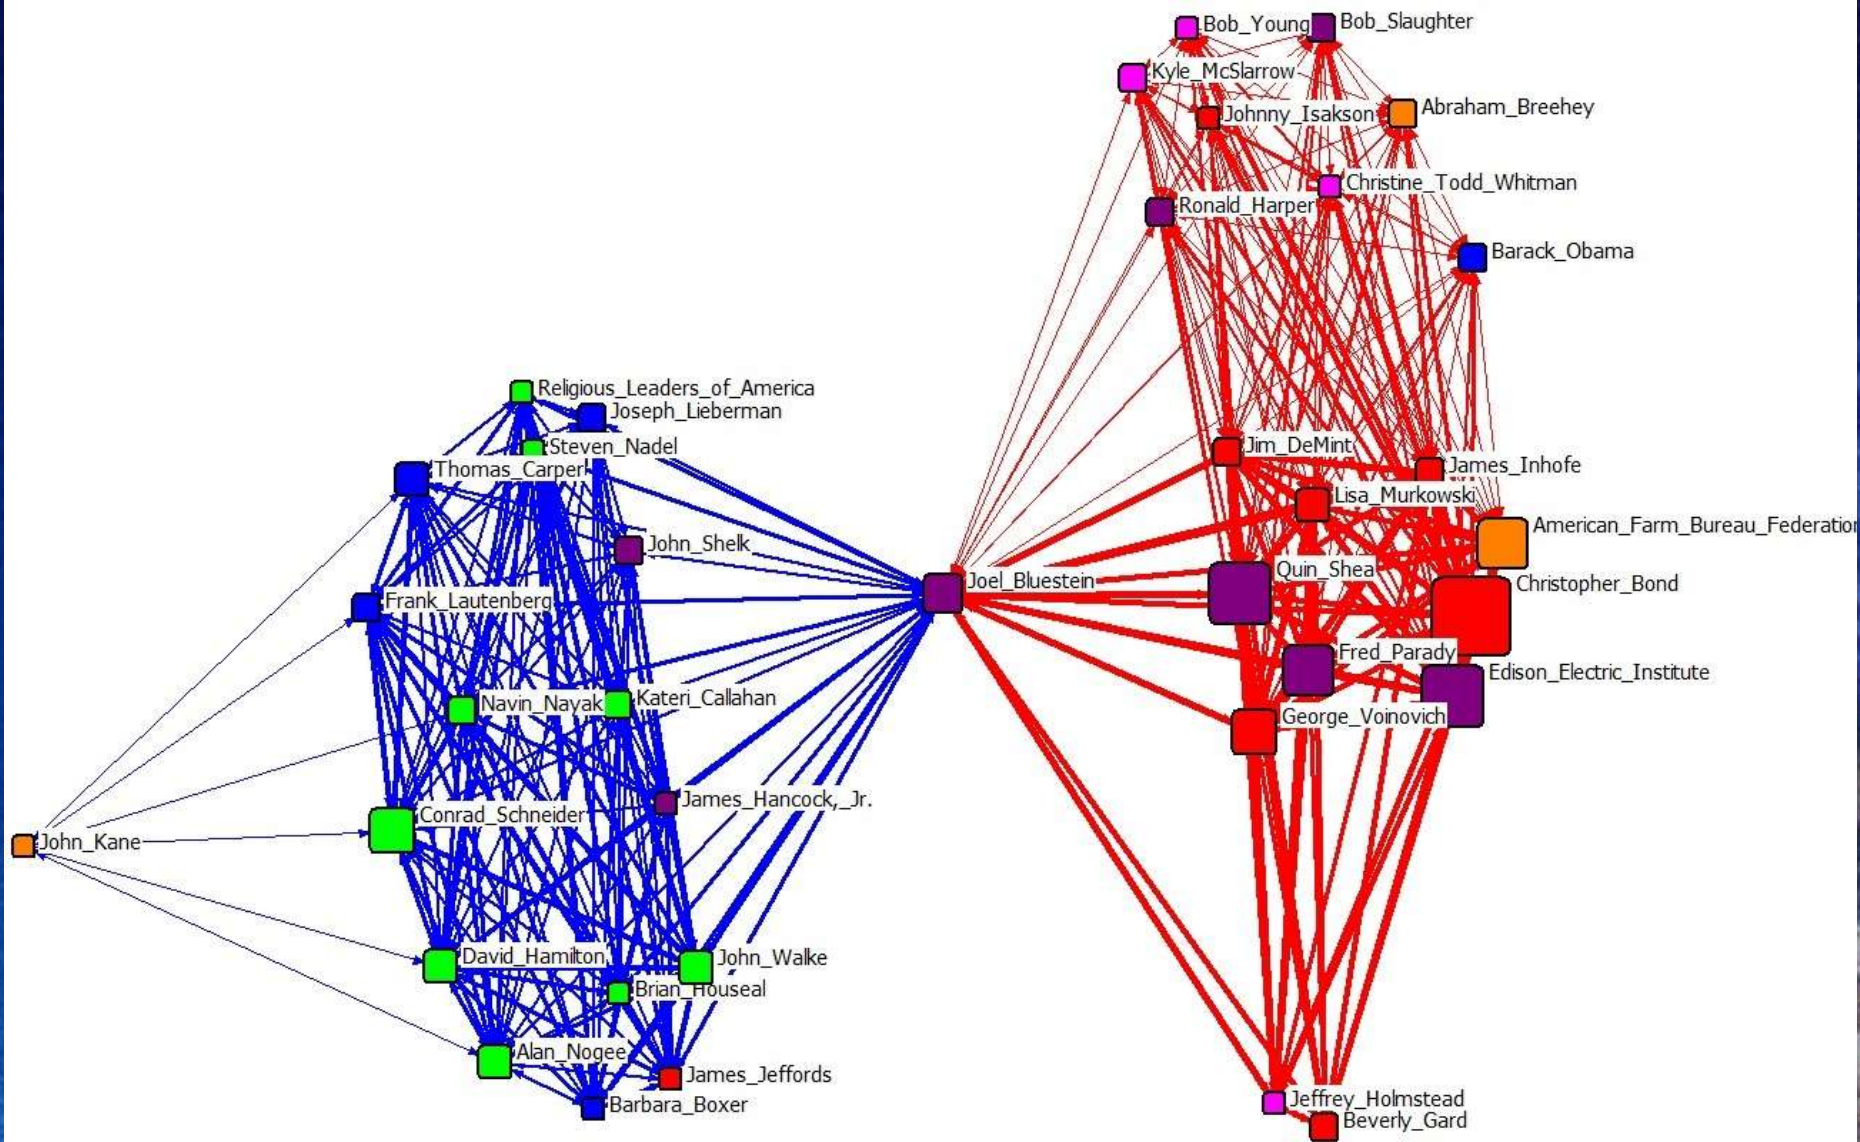 Bob_Young
Bob_Slaughter
Kyle_McSlarrow
Johnny_Isakson
Abraham_Breehey
Christine_Todd_Whitman
Ronald_Harper
Barack_Obama
Religious_Leaders_of_America
Joseph_Lieberman
Steven_Nadel
Thomas_Carper
Jim_DeMint
James_Inhofe
Lisa_Murkowski
American_Farm_Bureau_Federation
John_Shelk
Quin_Shea
Joel_Bluestein
Christopher_Bond
Frank_Lautenberg
Fred_Parady
Edison_Electric_Institute
Navin_Nayak
Kateri_Callahan
George_Voinovich
James_Hancock,_Jr.
Conrad_Schneider
John_Kane
David_Hamilton
John_Walke
Brian_Houseal
Alan_Nogee
James_Jeffords
Barbara_Boxer
Jeffrey_Holmstead
Beverly_Gard